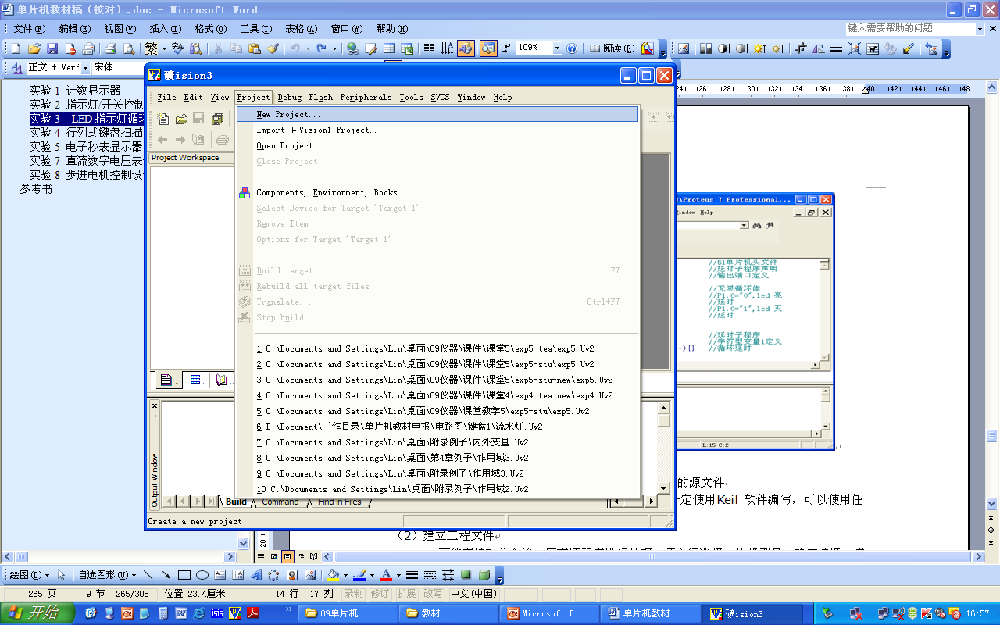 单片机教材稿（校对）.doc - Microsoft Word
文件(F) 编辑(E) 视图(V) 插入(I) 格式(O) 工具(T) 表格(A) 窗口(W) 帮助(H) 键入需要帮助的问题
繁 109% 阅读(R)
正文 + Verd 宋体
实验 1 计数显示器
实验 2 指示灯/开关控制
实验 3 LED 指示灯循环
实验 4 行列式键盘扫描
实验 5 电子秒表显示器
实验 7 直流数字电压表
实验 8 步进电机控制设
参考书
礦ision3
File Edit View Project Debug Flash Peripherals Tools SVCS Window Help
Project Workspace
New Project...
Import μVision1 Project...
Open Project
Close Project
Components, Environment, Books...
Select Device for Target 'Target 1'
Remove Item
Options for Target 'Target 1'
Build target F7
Rebuild all target files
Translate... Ctrl+F7
Stop build
1 C:\Documents and Settings\Lin\桌面\09仪器\课件\课堂5\exp5-tea\exp5.Uv2
2 C:\Documents and Settings\Lin\桌面\09仪器\课件\课堂5\exp5-stu\exp5.Uv2
3 C:\Documents and Settings\Lin\桌面\09仪器\课件\课堂5\exp5-stu-new\exp5.Uv2
4 C:\Documents and Settings\Lin\桌面\09仪器\课件\课堂4\exp4-tea-new\exp4.Uv2
5 C:\Documents and Settings\Lin\桌面\09仪器\课堂教学5\exp5-stu\exp5.Uv2
6 D:\Document\工作目录\单片机教材申报\电路图\键盘1\流水灯.Uv2
7 C:\Documents and Settings\Lin\桌面\附录例子\内外变量.Uv2
8 C:\Documents and Settings\Lin\桌面\第4章例子\作用域3.Uv2
9 C:\Documents and Settings\Lin\桌面\附录例子\作用域3.Uv2
10 C:\Documents and Settings\Lin\桌面\附录例子\作用域2.Uv2
Output Window
Build Command Find in Files
Create a new project
24 26 28 30 32 34 36 38 40 42 44 46 48
\Proteus 7 Professional...
indow Help
//51单片机头文件
//延时子程序声明
//输出端口定义
//无限循环体
//P1.0="0",led 亮
//延时
//P1.0="1",led 灭
//延时
//延时子程序
//字符型变量i定义
-){} //循环延时
L:15 C:2
的源文件
定使用Keil 软件编写，可以使用任
（2）建立工程文件
20
绘图(D) 自选图形(U)
265 页 9 节 265/308 位置 23.4厘米 14 行 17 列 录制 修订 扩展 改写 中文(中国)
开始 09单片机 教材 Microsoft P... 单片机教材... 礦ision3 16:57